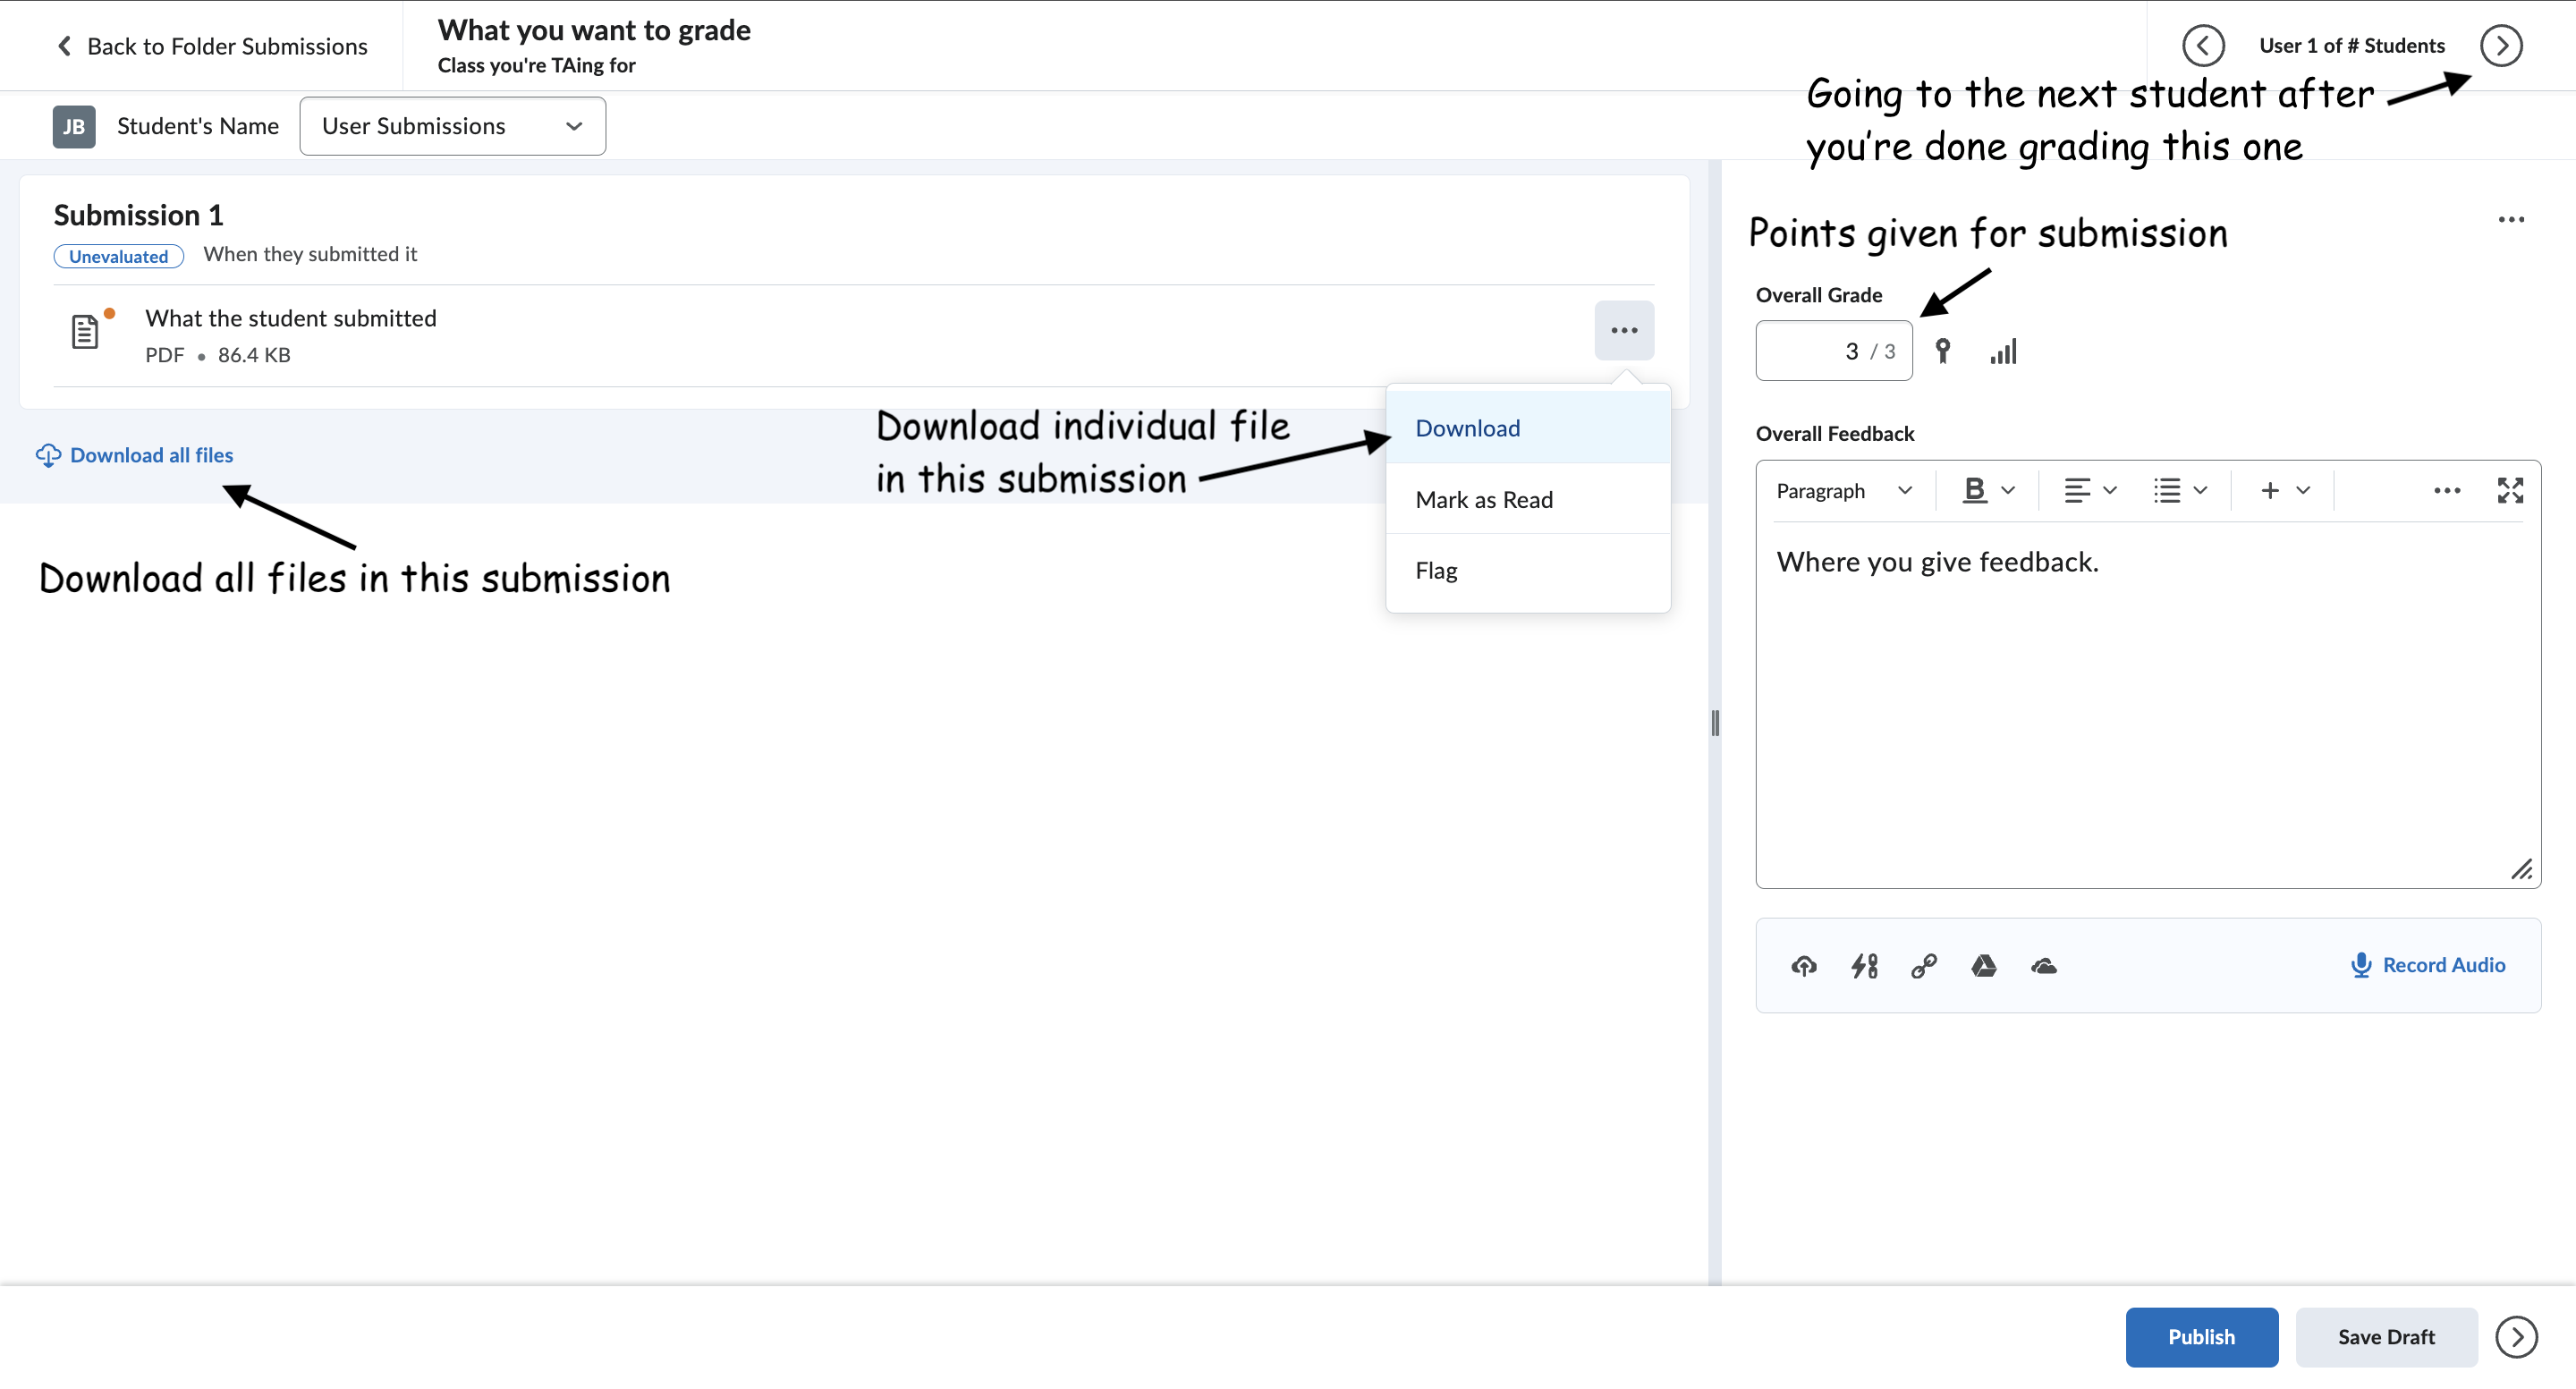 Back to Folder Submissions
What you want to grade
Class you're TAing for
User 1 of # Students
Going to the next student after
you're done grading this one
JB
Student's Name
User Submissions
Submission 1
Unevaluated
When they submitted it
What the student submitted
PDF • 86.4 KB
Download individual file
in this submission
Download
Mark as Read
Flag
Download all files
Download all files in this submission
Points given for submission
Overall Grade
3 / 3
Overall Feedback
Paragraph
B
Where you give feedback.
Record Audio
Publish
Save Draft